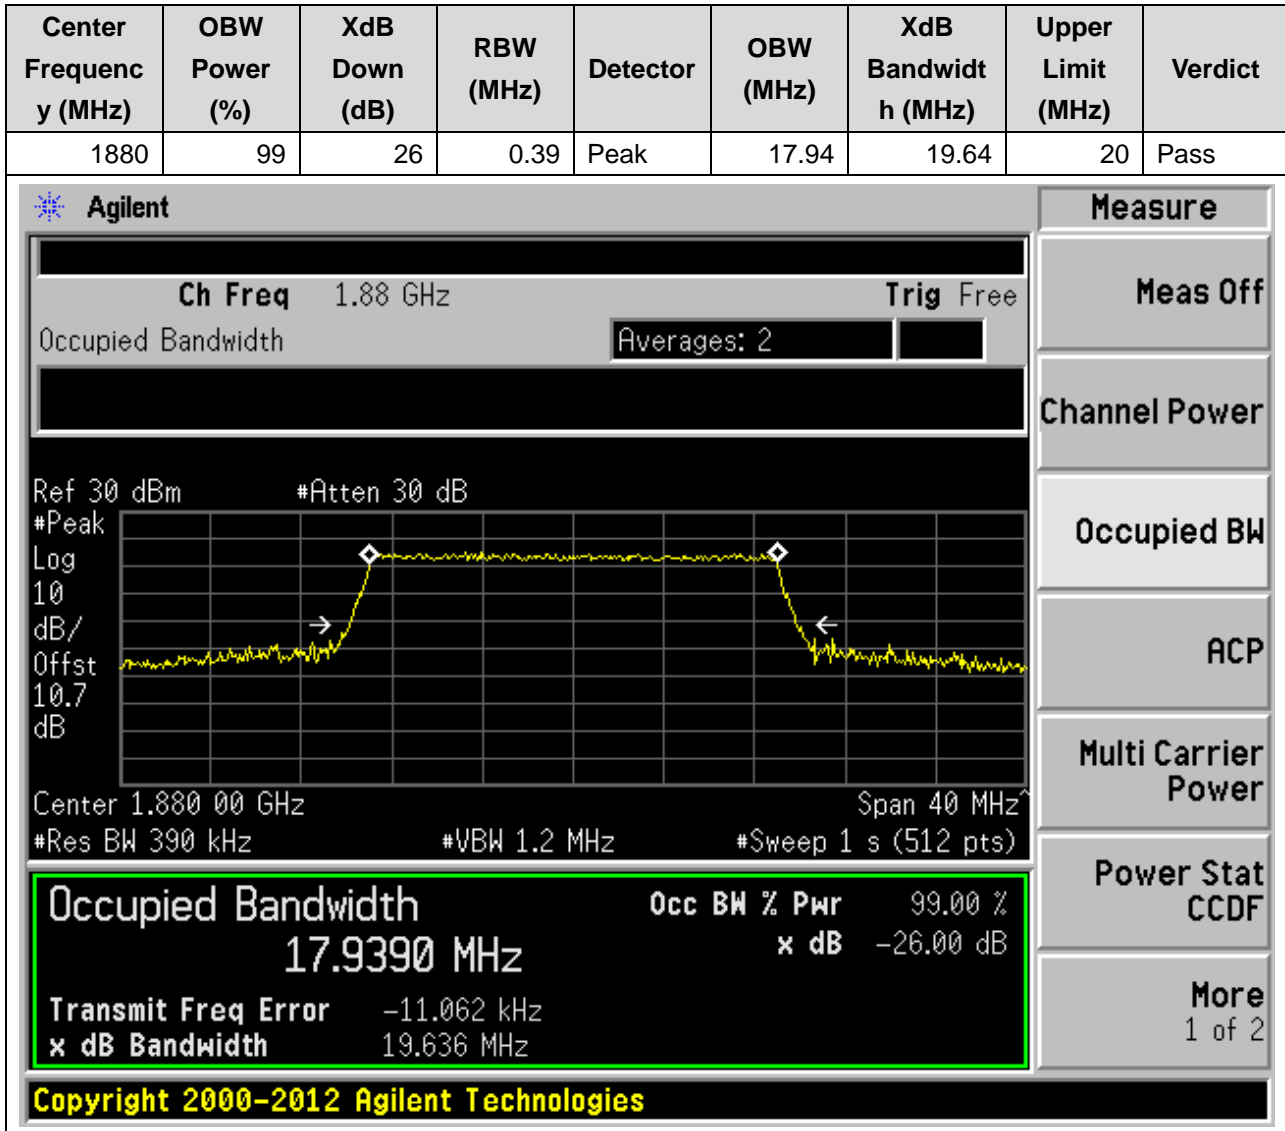 Center Frequenc y (MHz) OBW Power (%) XdB Down (dB) RBW (MHz) Detector OBW (MHz) XdB Bandwidt h (MHz) Upper Limit (MHz) Verdict
1880 99 26 0.39 Peak 17.94 19.64 20 Pass
Agilent
Measure
Ch Freq 1.88 GHz Trig Free
Meas Off
Occupied Bandwidth Averages: 2
Channel Power
Ref 30 dBm #Atten 30 dB
#Peak
Log
10
dB/
Offst
10.7
dB
Occupied BW
ACP
Multi Carrier
Power
Center 1.880 00 GHz Span 40 MHz^
#Res BW 390 kHz #VBW 1.2 MHz #Sweep 1 s (512 pts)
Power Stat
CCDF
Occupied Bandwidth Occ BW % Pwr 99.00 %
17.9390 MHz x dB -26.00 dB
Transmit Freq Error -11.062 kHz
x dB Bandwidth 19.636 MHz
More
1 of 2
Copyright 2000-2012 Agilent Technologies